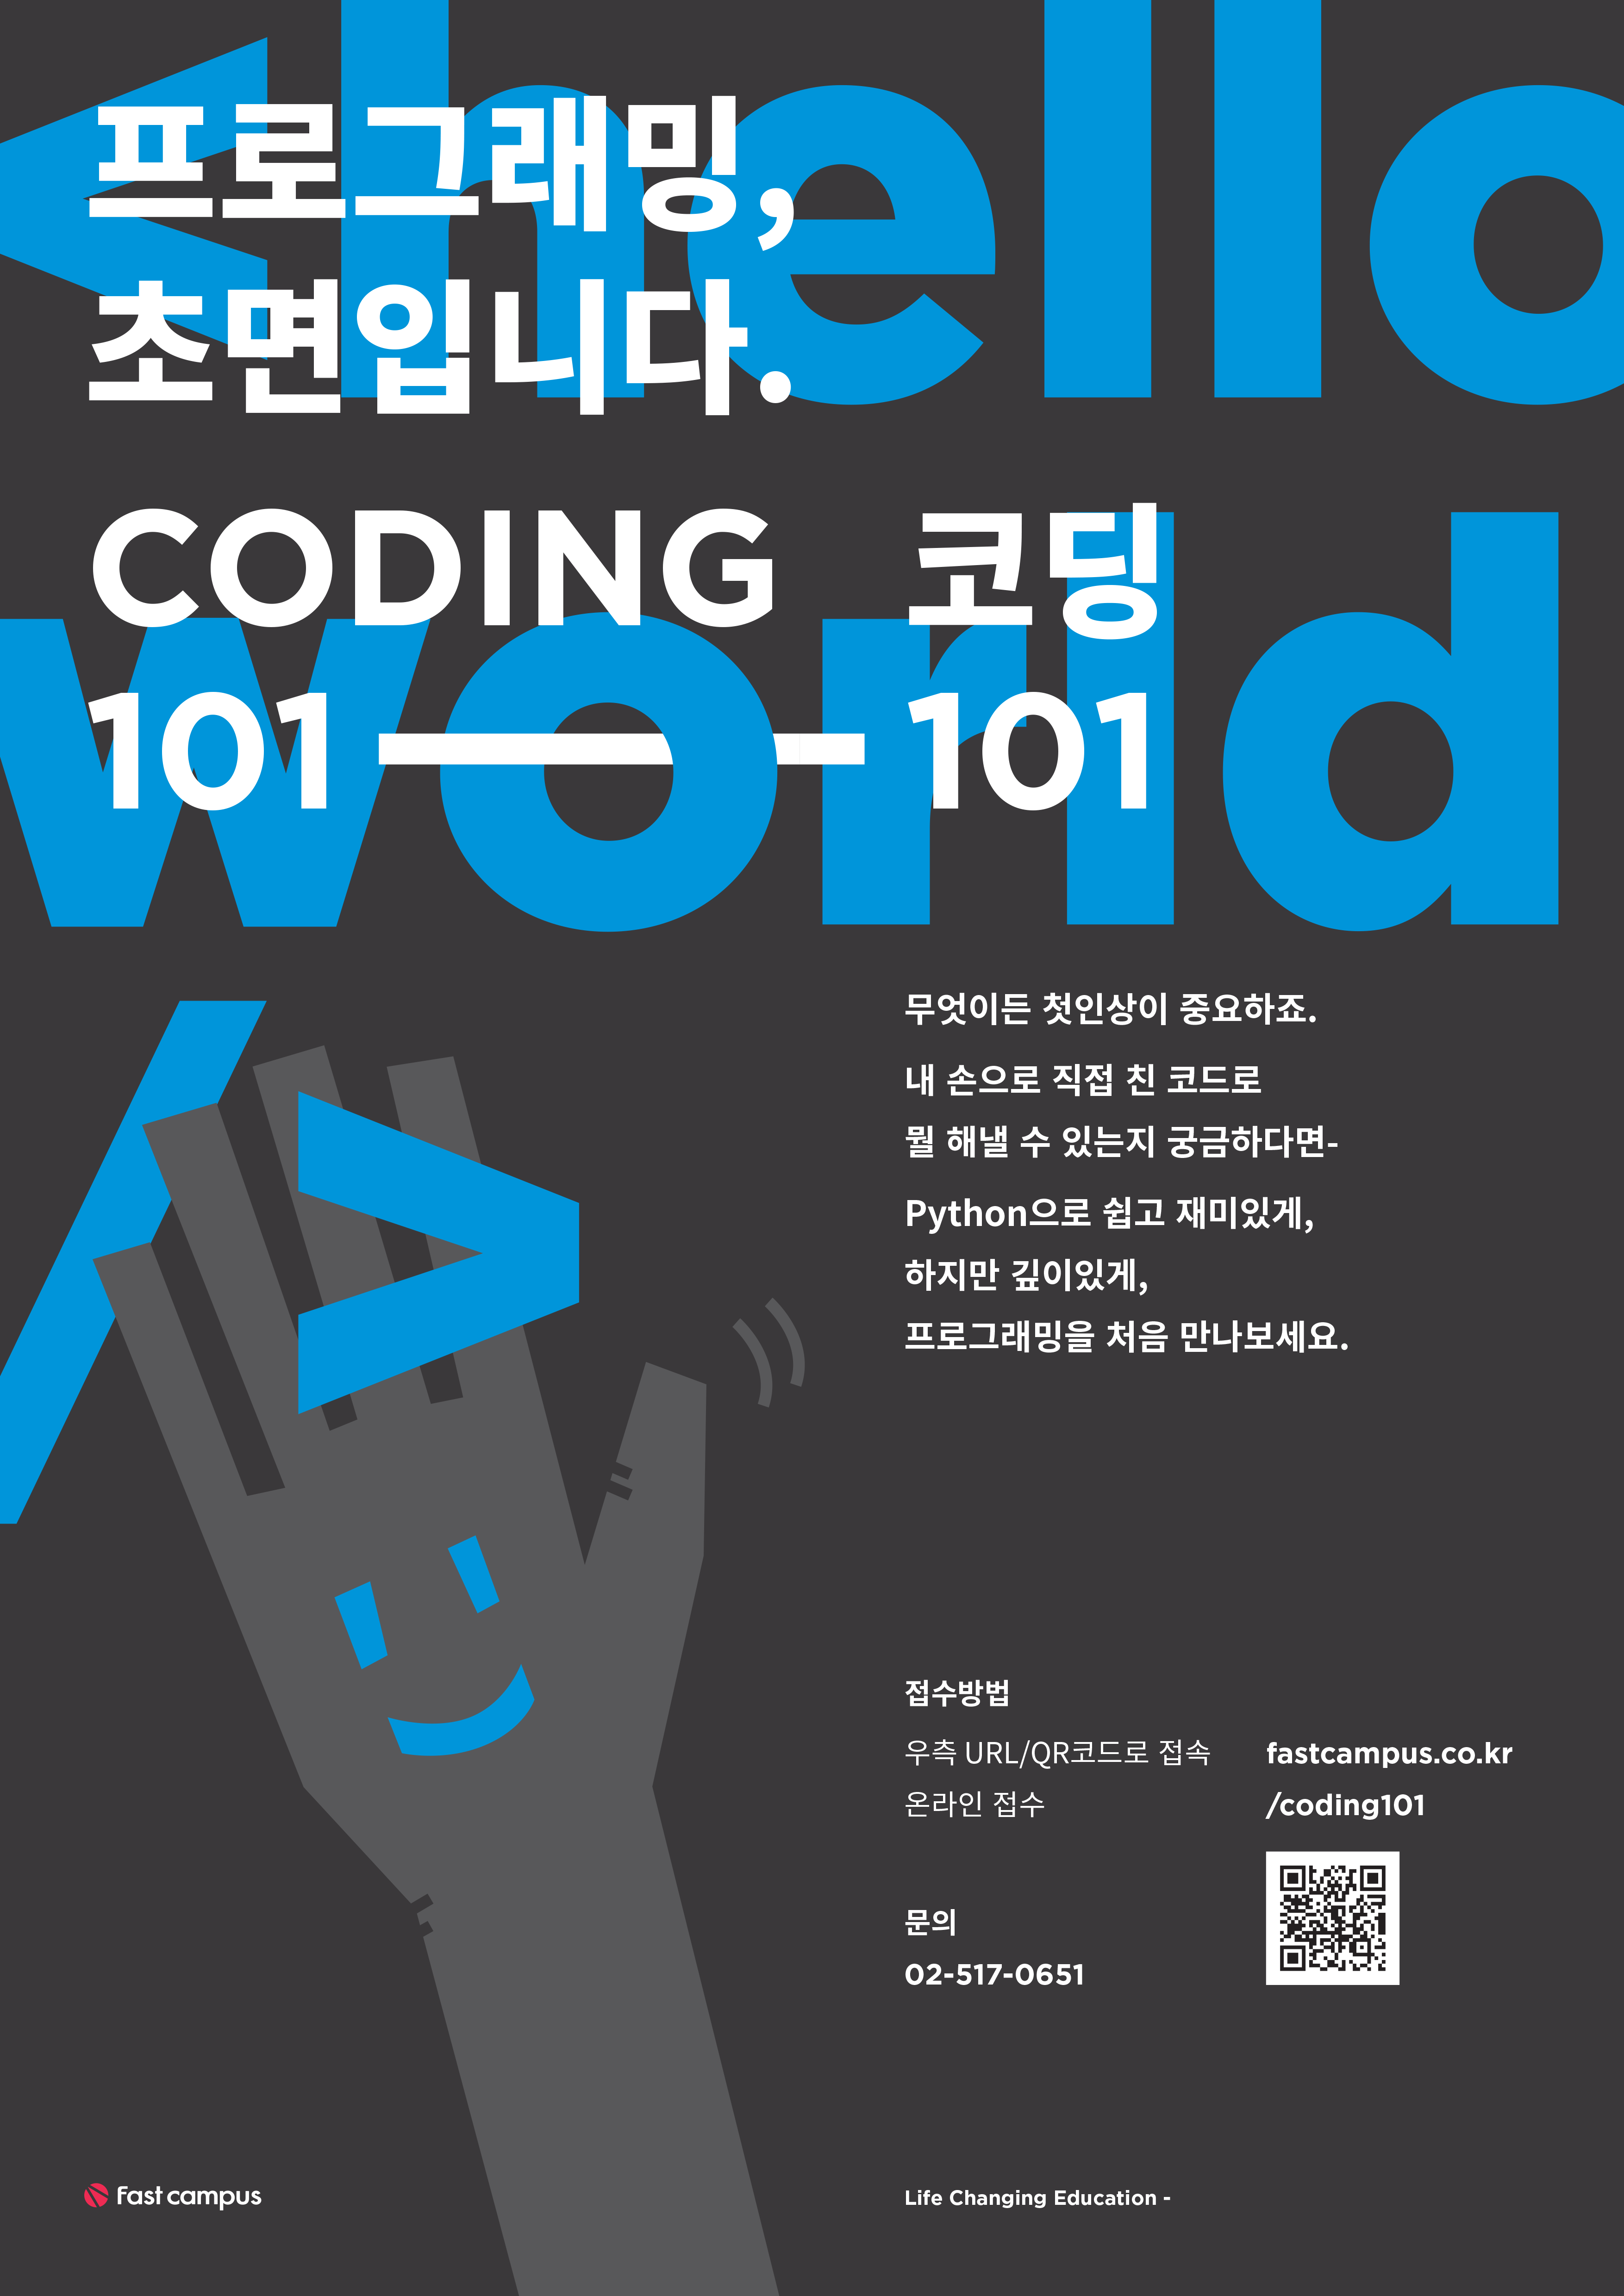 <hello
world
/>
프로그래밍,
초면입니다.
CODING 코딩
101 101
무엇이든 첫인상이 중요하죠.
내 손으로 직접 친 코드로
뭘 해낼 수 있는지 궁금하다면-
Python으로 쉽고 재미있게,
하지만 깊이있게,
프로그래밍을 처음 만나보세요.
접수방법
우측 URL/QR코드로 접속
온라인 접수
fastcampus.co.kr
/coding101
문의
02-517-0651
Fast campus
Life Changing Education -